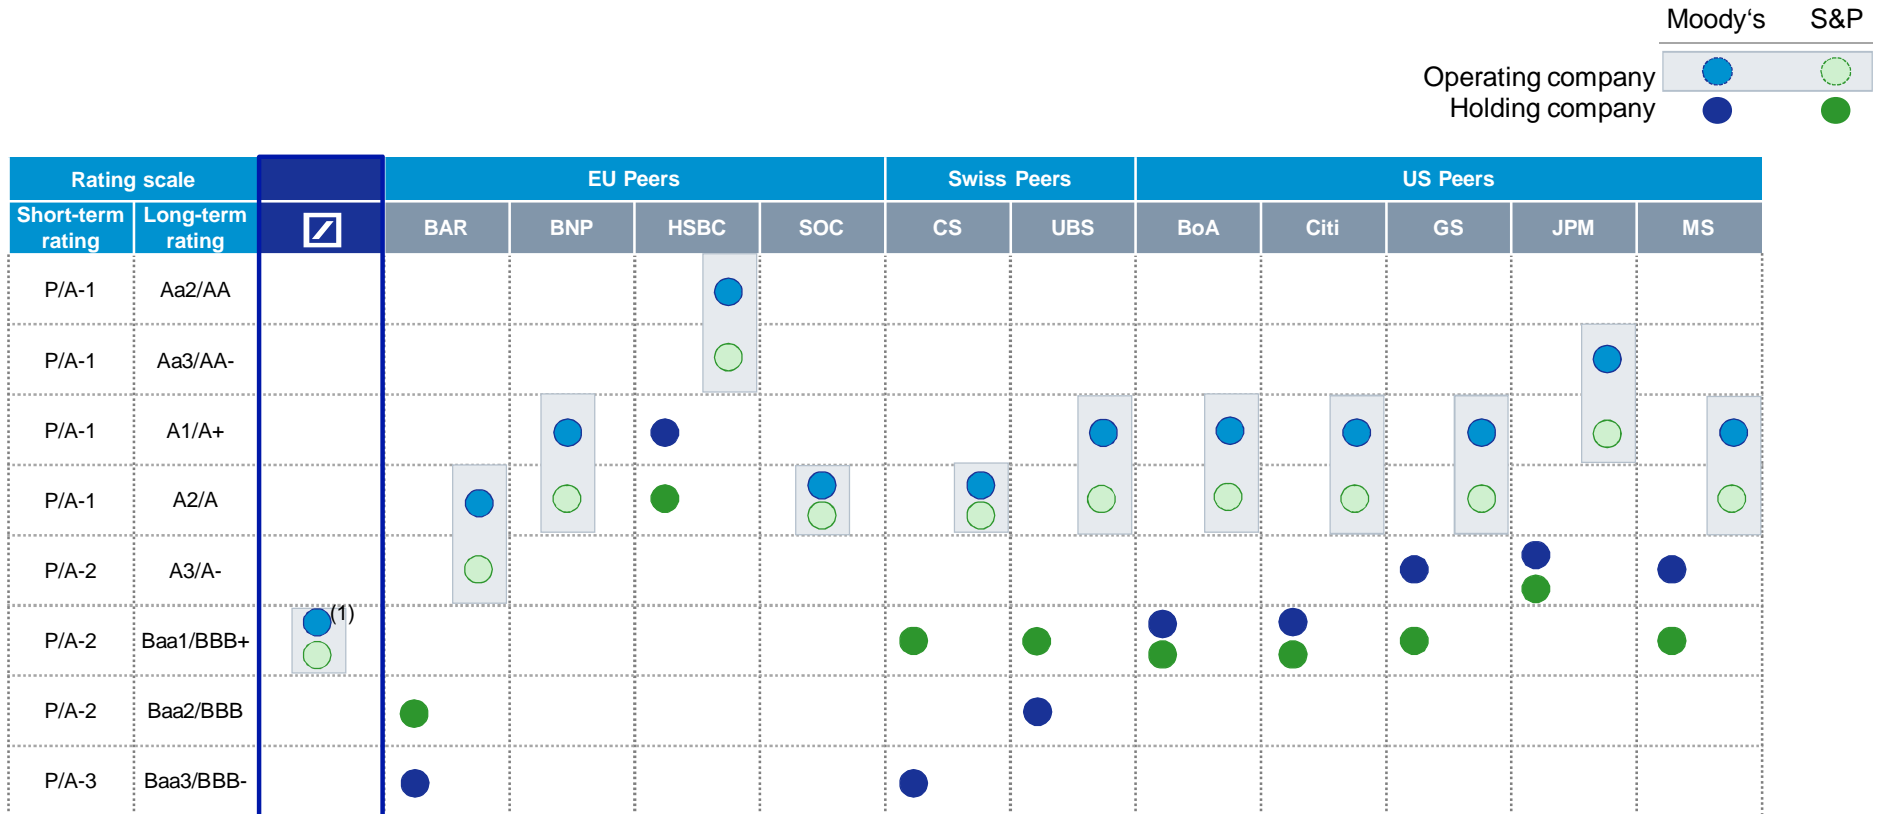 Moody‘s S&P
Operating company
Holding company
Rating scale EU Peers Swiss Peers US Peers
Short-term rating Long-term rating BAR BNP HSBC SOC CS UBS BoA Citi GS JPM MS
P/A-1 Aa2/AA
P/A-1 Aa3/AA-
P/A-1 A1/A+
P/A-1 A2/A
P/A-2 A3/A-
(1)
P/A-2 Baa1/BBB+
P/A-2 Baa2/BBB
P/A-3 Baa3/BBB-